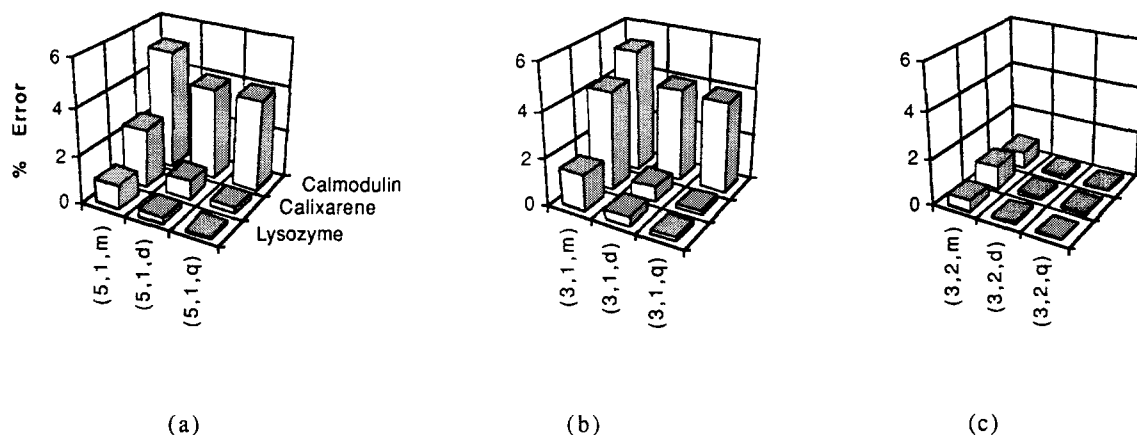 % Error
6
4
2
0
Calmodulin
Calixarene
Lysozyme
(5,1,m)
(5,1,d)
(5,1,q)
(a)
6
4
2
0
(3,1,m)
(3,1,d)
(3,1,q)
(b)
6
4
2
0
(3,2,m)
(3,2,d)
(3,2,q)
(c)